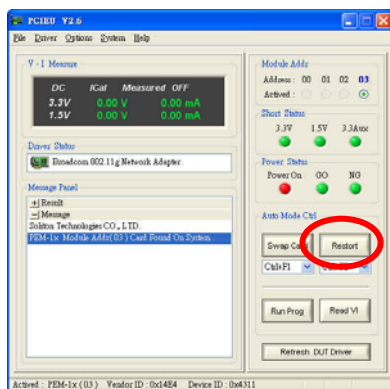 PCIEU V2.6
File Driver Options System Help
V - I Measure
DC ICal Measured OFF
3.3V 0.00 V 0.00 mA
1.5V 0.00 V 0.00 mA
Driver Status
Broadcom 802.11g Network Adapter
Message Panel
+| Result
-| Message
Soliton Technologies CO., LTD.
PEM-1x Module Addr(03) Card Found On System
Module Addr
Address : 00 01 02 03
Actived :
Short Status
3.3V 1.5V 3.3Aux
Power Status
Power On GO NG
Auto Mode Ctrl
Swap Card Restort
Ctrl+F1
Run Prog Read VI
Refresh DUT Driver
Actived : PEM-1x (03) Vendor ID : 0x14E4 Device ID : 0x4311